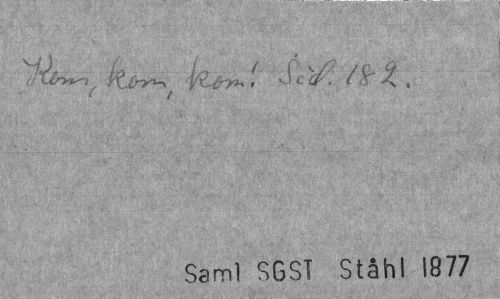 Kom, kom, kom! Sid. 182.
Saml SGST Ståhl 1877